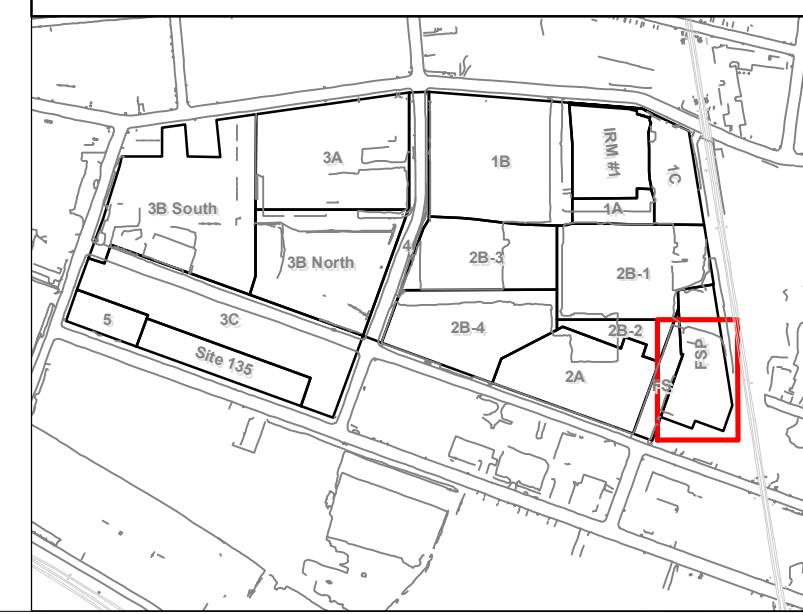 3A
1B
IRM #1
1C
1A
3B South
4
2B-3
3B North
2B-1
5
3C
2B-4
2B-2
Site 135
2A
FS
FSP